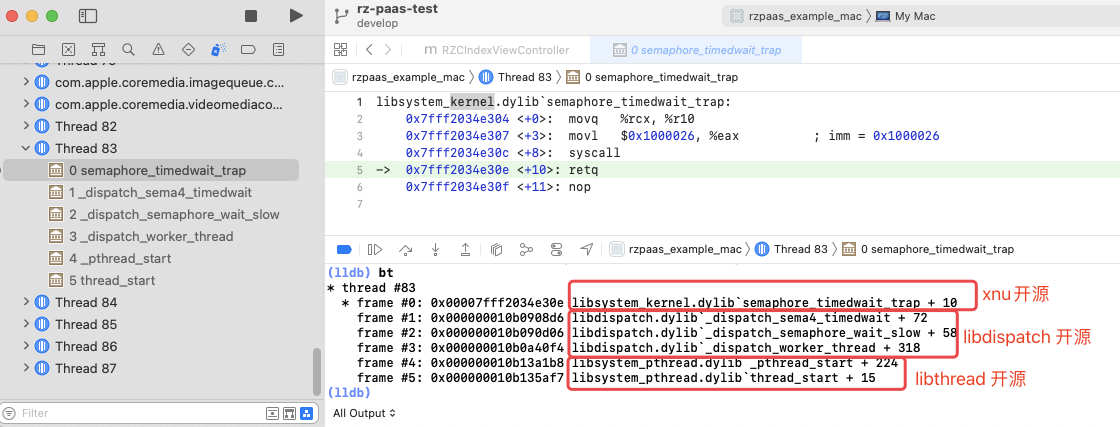 rz-paas-test
develop
rzpaas_example_mac
My Mac
RZCIndexViewController
0 semaphore_timedwait_trap
rzpaas_example_mac
Thread 83
0 semaphore_timedwait_trap
com.apple.coremedia.imagequeue.c...
com.apple.coremedia.videomediaco...
Thread 82
Thread 83
0 semaphore_timedwait_trap
1 _dispatch_sema4_timedwait
2 _dispatch_semaphore_wait_slow
3 _dispatch_worker_thread
4 _pthread_start
5 thread_start
Thread 84
Thread 85
Thread 86
Thread 87
Filter
1 libsystem_kernel.dylib`semaphore_timedwait_trap:
2 0x7fff2034e304 <+0>: movq %rcx, %r10
3 0x7fff2034e307 <+3>: movl $0x1000026, %eax ; imm = 0x1000026
4 0x7fff2034e30c <+8>: syscall
5 -> 0x7fff2034e30e <+10>: retq
6 0x7fff2034e30f <+11>: nop
7
rzpaas_example_mac
Thread 83
0 semaphore_timedwait_trap
(lldb) bt
* thread #83
* frame #0: 0x00007fff2034e30e libsystem_kernel.dylib`semaphore_timedwait_trap + 10
frame #1: 0x000000010b0908d6 libdispatch.dylib`_dispatch_sema4_timedwait + 72
frame #2: 0x000000010b090d06 libdispatch.dylib`_dispatch_semaphore_wait_slow + 58
frame #3: 0x000000010b0a40f4 libdispatch.dylib`_dispatch_worker_thread + 318
frame #4: 0x000000010b13a1b8 libsystem_pthread.dylib`_pthread_start + 224
frame #5: 0x000000010b135af7 libsystem_pthread.dylib`thread_start + 15
(lldb)
xnu 开源
libdispatch 开源
libthread 开源
All Output